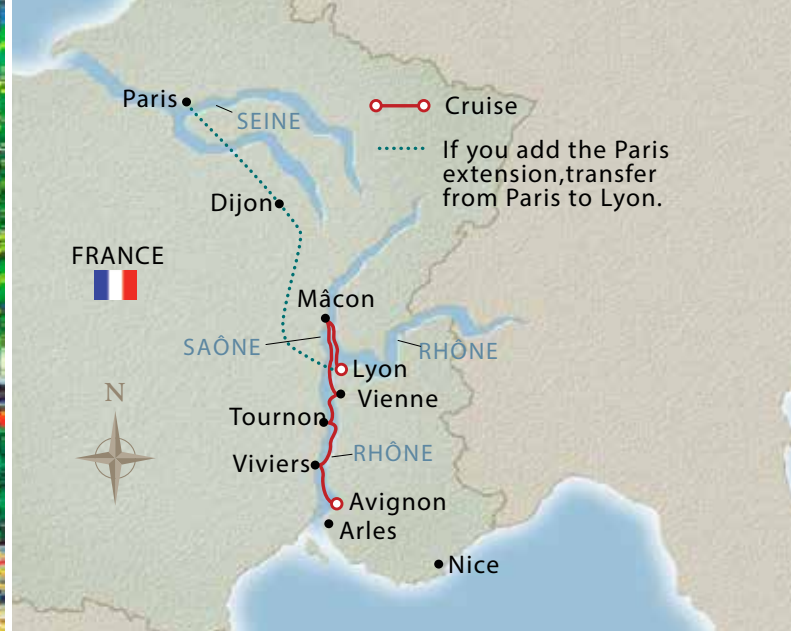 Paris
SEINE
Cruise
If you add the Paris
extension,transfer
from Paris to Lyon.
Dijon
FRANCE
Mâcon
SAÔNE
RHÔNE
Lyon
N
Vienne
Tournon
Viviers
RHÔNE
Avignon
Arles
Nice